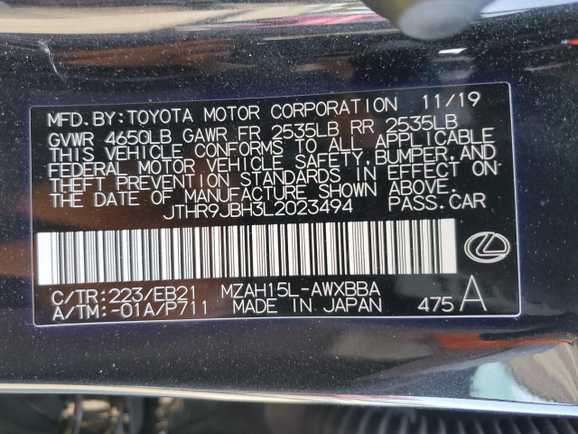 MFD.BY:TOYOTA MOTOR CORPORATION 11/19
GVWR 4650LB GAWR FR 2535LB RR 2535LB
THIS VEHICLE CONFORMS TO ALL APPLICABLE
FEDERAL MOTOR VEHICLE SAFETY, BUMPER, AND
THEFT PREVENTION STANDARDS IN EFFECT ON
THE DATE OF MANUFACTURE SHOWN ABOVE.
JTHR9JBH3L2023494 PASS.CAR
C/TR:223/EB21 MZAH15L-AWXBBA
A/TM:-01A/P711 MADE IN JAPAN 475 A